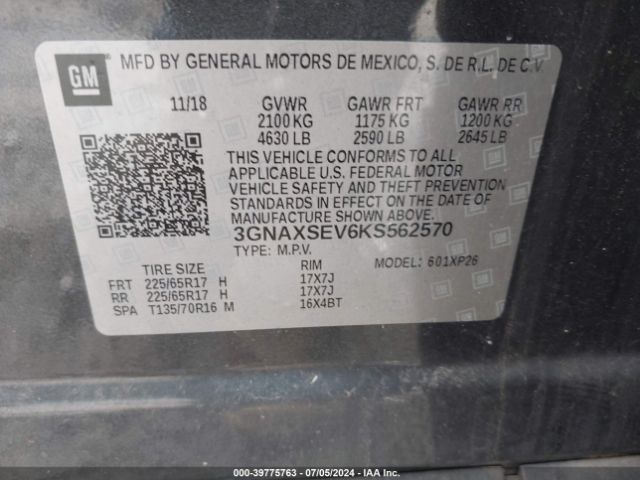 GM
MFD BY GENERAL MOTORS DE MEXICO, S. DE R.L. DE C.V.
11/18 GVWR GAWR FRT GAWR RR
2100 KG 1175 KG 1200 KG
4630 LB 2590 LB 2645 LB
THIS VEHICLE CONFORMS TO ALL
APPLICABLE U.S. FEDERAL MOTOR
VEHICLE SAFETY AND THEFT PREVENTION
STANDARDS IN EFFECT ON THE DATE OF
MANUFACTURE SHOWN ABOVE.
3GNAXSEV6KS562570
TYPE: M.P.V. MODEL: 601XP26
TIRE SIZE RIM
FRT 225/65R17 H 17X7J
RR 225/65R17 H 17X7J
SPA T135/70R16 M 16X4BT
© - 39775763 - 07/05/2024 - IAA Inc.